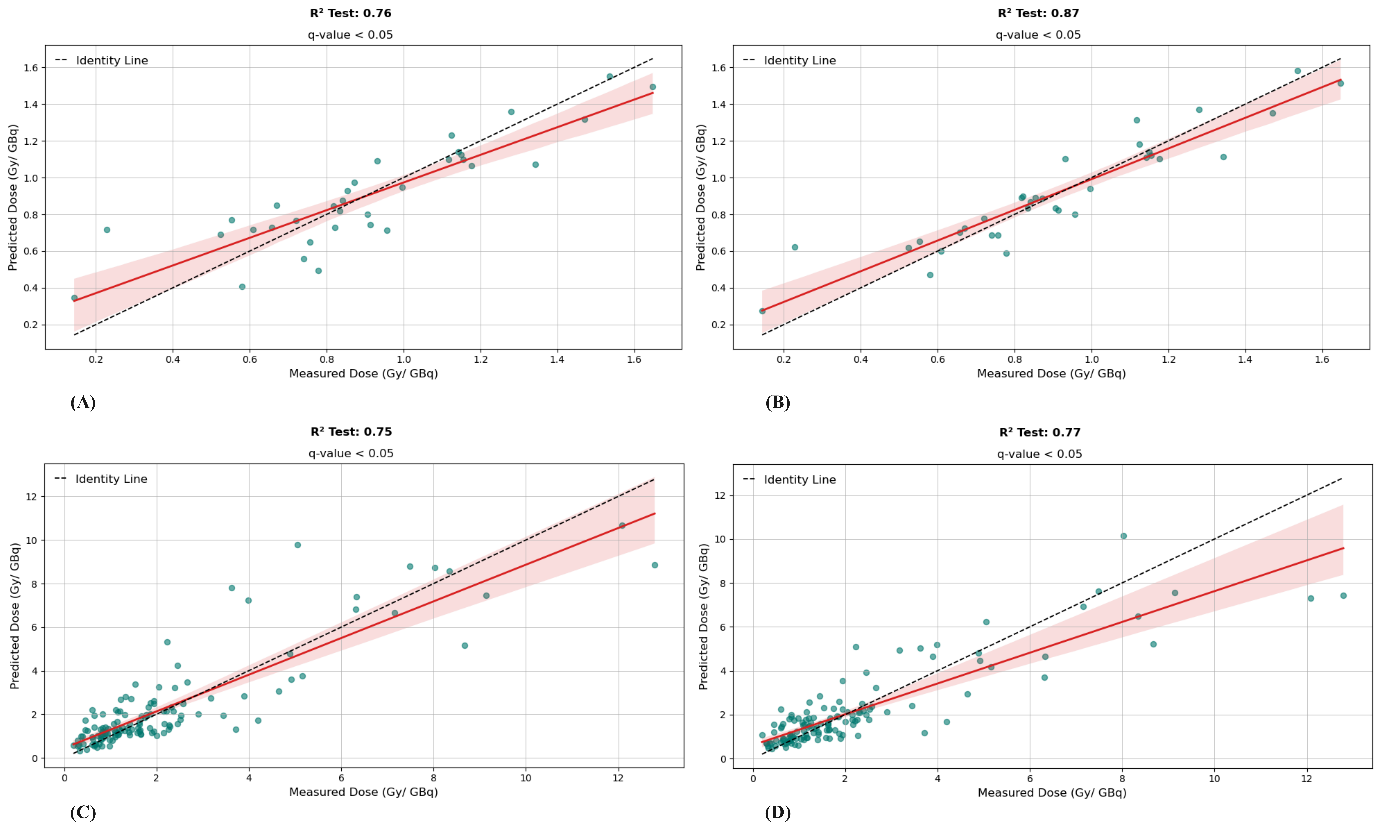 R² Test: 0.76
q-value < 0.05
Identity Line
Predicted Dose (Gy/ GBq)
1.6
1.4
1.2
1.0
0.8
0.6
0.4
0.2
0.2 0.4 0.6 0.8 1.0 1.2 1.4 1.6
Measured Dose (Gy/ GBq)
(A)
R² Test: 0.87
q-value < 0.05
Identity Line
Predicted Dose (Gy/ GBq)
1.6
1.4
1.2
1.0
0.8
0.6
0.4
0.2
0.2 0.4 0.6 0.8 1.0 1.2 1.4 1.6
Measured Dose (Gy/ GBq)
(B)
R² Test: 0.75
q-value < 0.05
Identity Line
Predicted Dose (Gy/ GBq)
12
10
8
6
4
2
0
0 2 4 6 8 10 12
Measured Dose (Gy/ GBq)
(C)
R² Test: 0.77
q-value < 0.05
Identity Line
Predicted Dose (Gy/ GBq)
12
10
8
6
4
2
0
0 2 4 6 8 10 12
Measured Dose (Gy/ GBq)
(D)